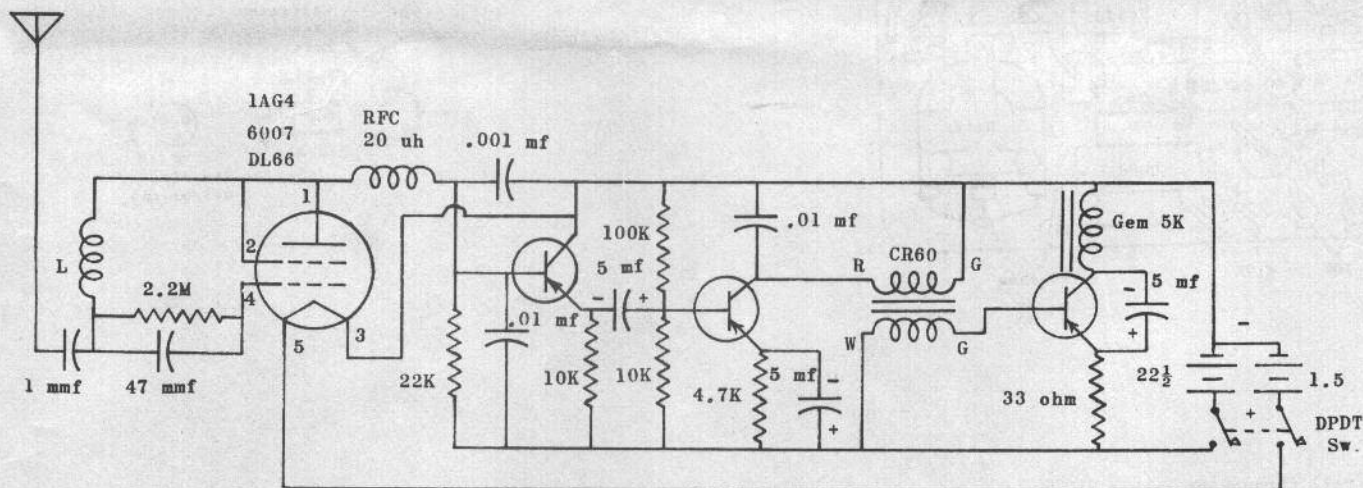 1AG4
6007
DL66
RFC
20 uh
.001 mf
1
2
4
3
5
L
2.2M
1 mmf
47 mmf
22K
.01 mf
5 mf
- +
10K
100K
10K
.01 mf
4.7K
5 mf
-
+
CR60
R G
W G
Gem 5K
5 mf
-
+
33 ohm
-
22½
1.5
+
DPDT
Sw.